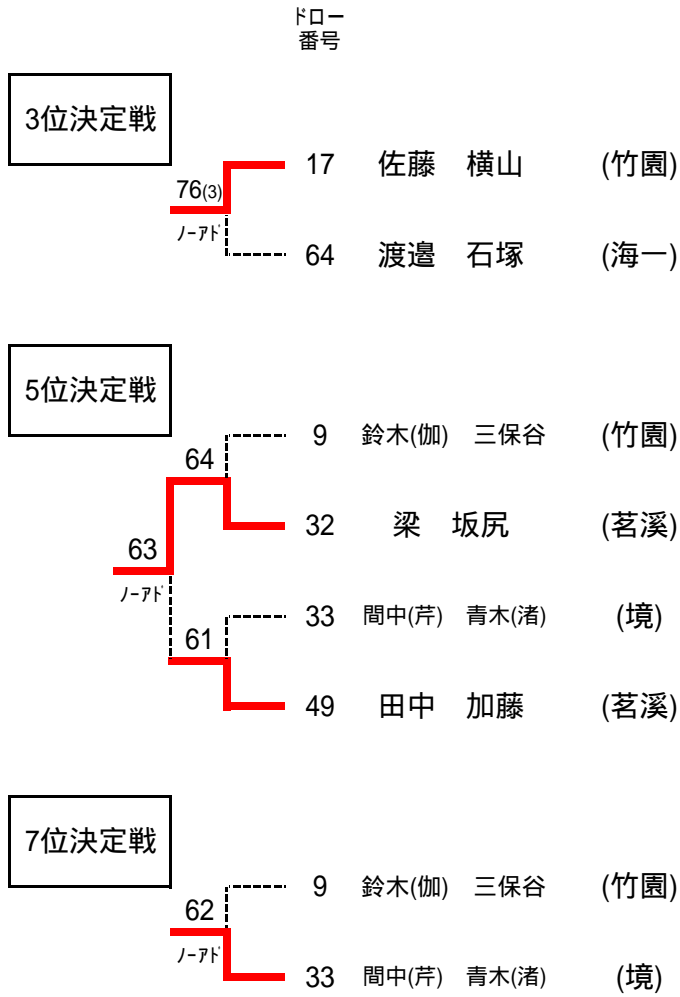 ドロー
番号
3位決定戦
17 佐藤 横山 (竹園)
76(3)
ノーアド
64 渡邉 石塚 (海一)
5位決定戦
9 鈴木(伽) 三保谷 (竹園)
64
32 梁 坂尻 (茗溪)
63
ノーアド
33 間中(芹) 青木(渚) (境)
61
49 田中 加藤 (茗溪)
7位決定戦
9 鈴木(伽) 三保谷 (竹園)
62
ノーアド
33 間中(芹) 青木(渚) (境)